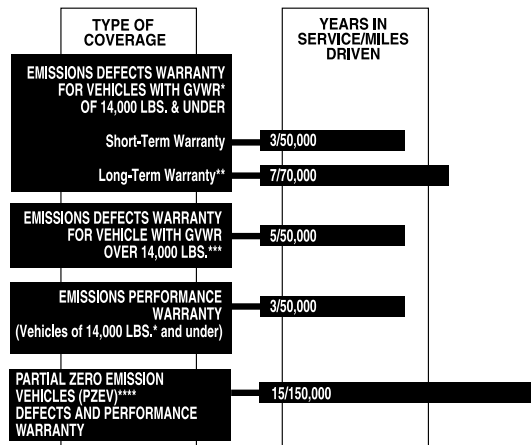 TYPE OF
COVERAGE
YEARS IN
SERVICE/MILES
DRIVEN
EMISSIONS DEFECTS WARRANTY
FOR VEHICLES WITH GVWR*
OF 14,000 LBS. & UNDER
Short-Term Warranty
3/50,000
Long-Term Warranty**
7/70,000
EMISSIONS DEFECTS WARRANTY
FOR VEHICLE WITH GVWR
OVER 14,000 LBS.***
5/50,000
EMISSIONS PERFORMANCE
WARRANTY
(Vehicles of 14,000 LBS.* and under)
3/50,000
PARTIAL ZERO EMISSION
VEHICLES (PZEV)****
DEFECTS AND PERFORMANCE
WARRANTY
15/150,000